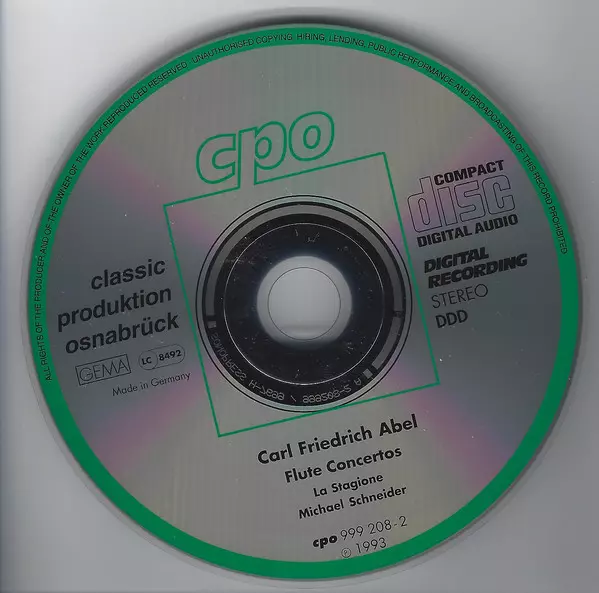 ALL RIGHTS OF THE PRODUCER AND OF THE OWNER OF THE WORK REPRODUCED RESERVED · UNAUTHORISED COPYING, HIRING, LENDING, PUBLIC PERFORMANCE AND BROADCASTING OF THIS RECORD PROHIBITED
cpo
COMPACT
disc
DIGITAL AUDIO
DIGITAL
RECORDING
STEREO
DDD
classic
produktion
osnabrück
GEMA
LC 8492
Made in Germany
Carl Friedrich Abel
Flute Concertos
La Stagione
Michael Schneider
cpo 999 208-2
℗ 1993